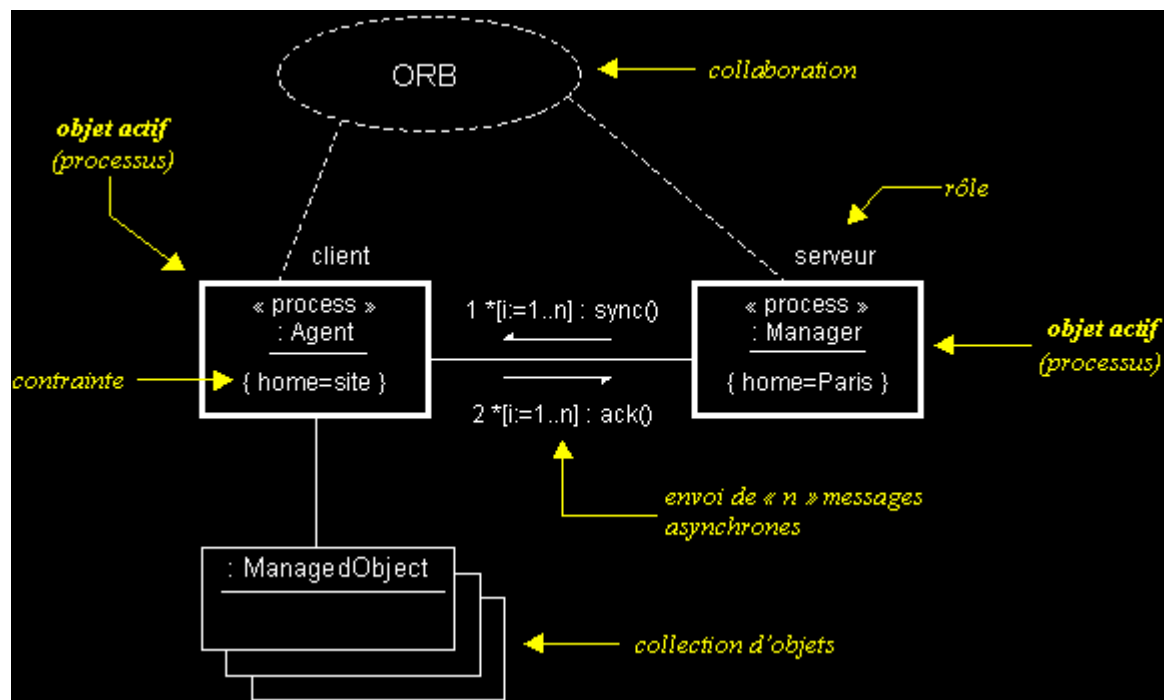 ORB
collaboration
objet actif
(processus)
rôle
client
serveur
« process »
: Agent
{ home=site }
contrainte
1 *[i:=1..n] : sync()
2 *[i:=1..n] : ack()
« process »
: Manager
{ home=Paris }
objet actif
(processus)
envoi de « n » messages
asynchrones
: ManagedObject
collection d'objets